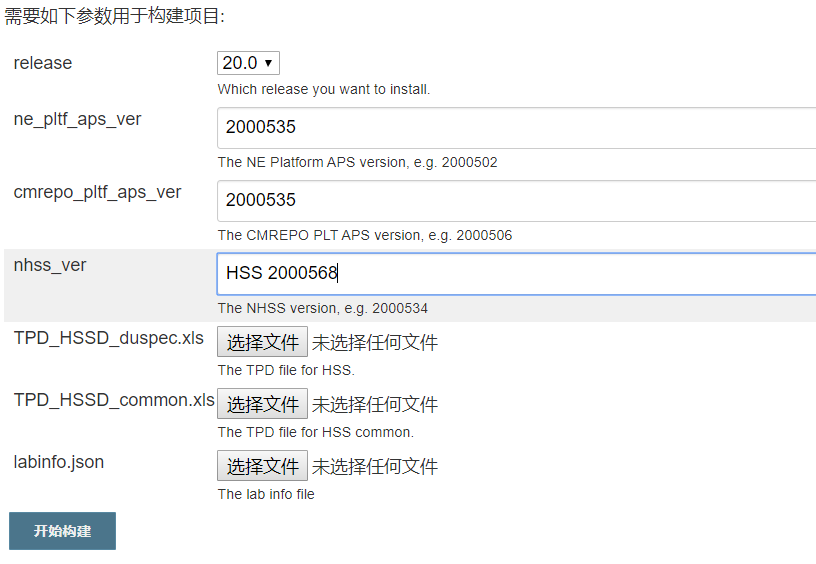 需要如下参数用于构建项目:
release
20.0
Which release you want to install.
ne_pltf_aps_ver
2000535
The NE Platform APS version, e.g. 2000502
cmrepo_pltf_aps_ver
2000535
The CMREPO PLT APS version, e.g. 2000506
nhss_ver
HSS 2000568
The NHSS version, e.g. 2000534
TPD_HSSD_duspec.xls
选择文件 未选择任何文件
The TPD file for HSS.
TPD_HSSD_common.xls
选择文件 未选择任何文件
The TPD file for HSS common.
labinfo.json
选择文件 未选择任何文件
The lab info file
开始构建